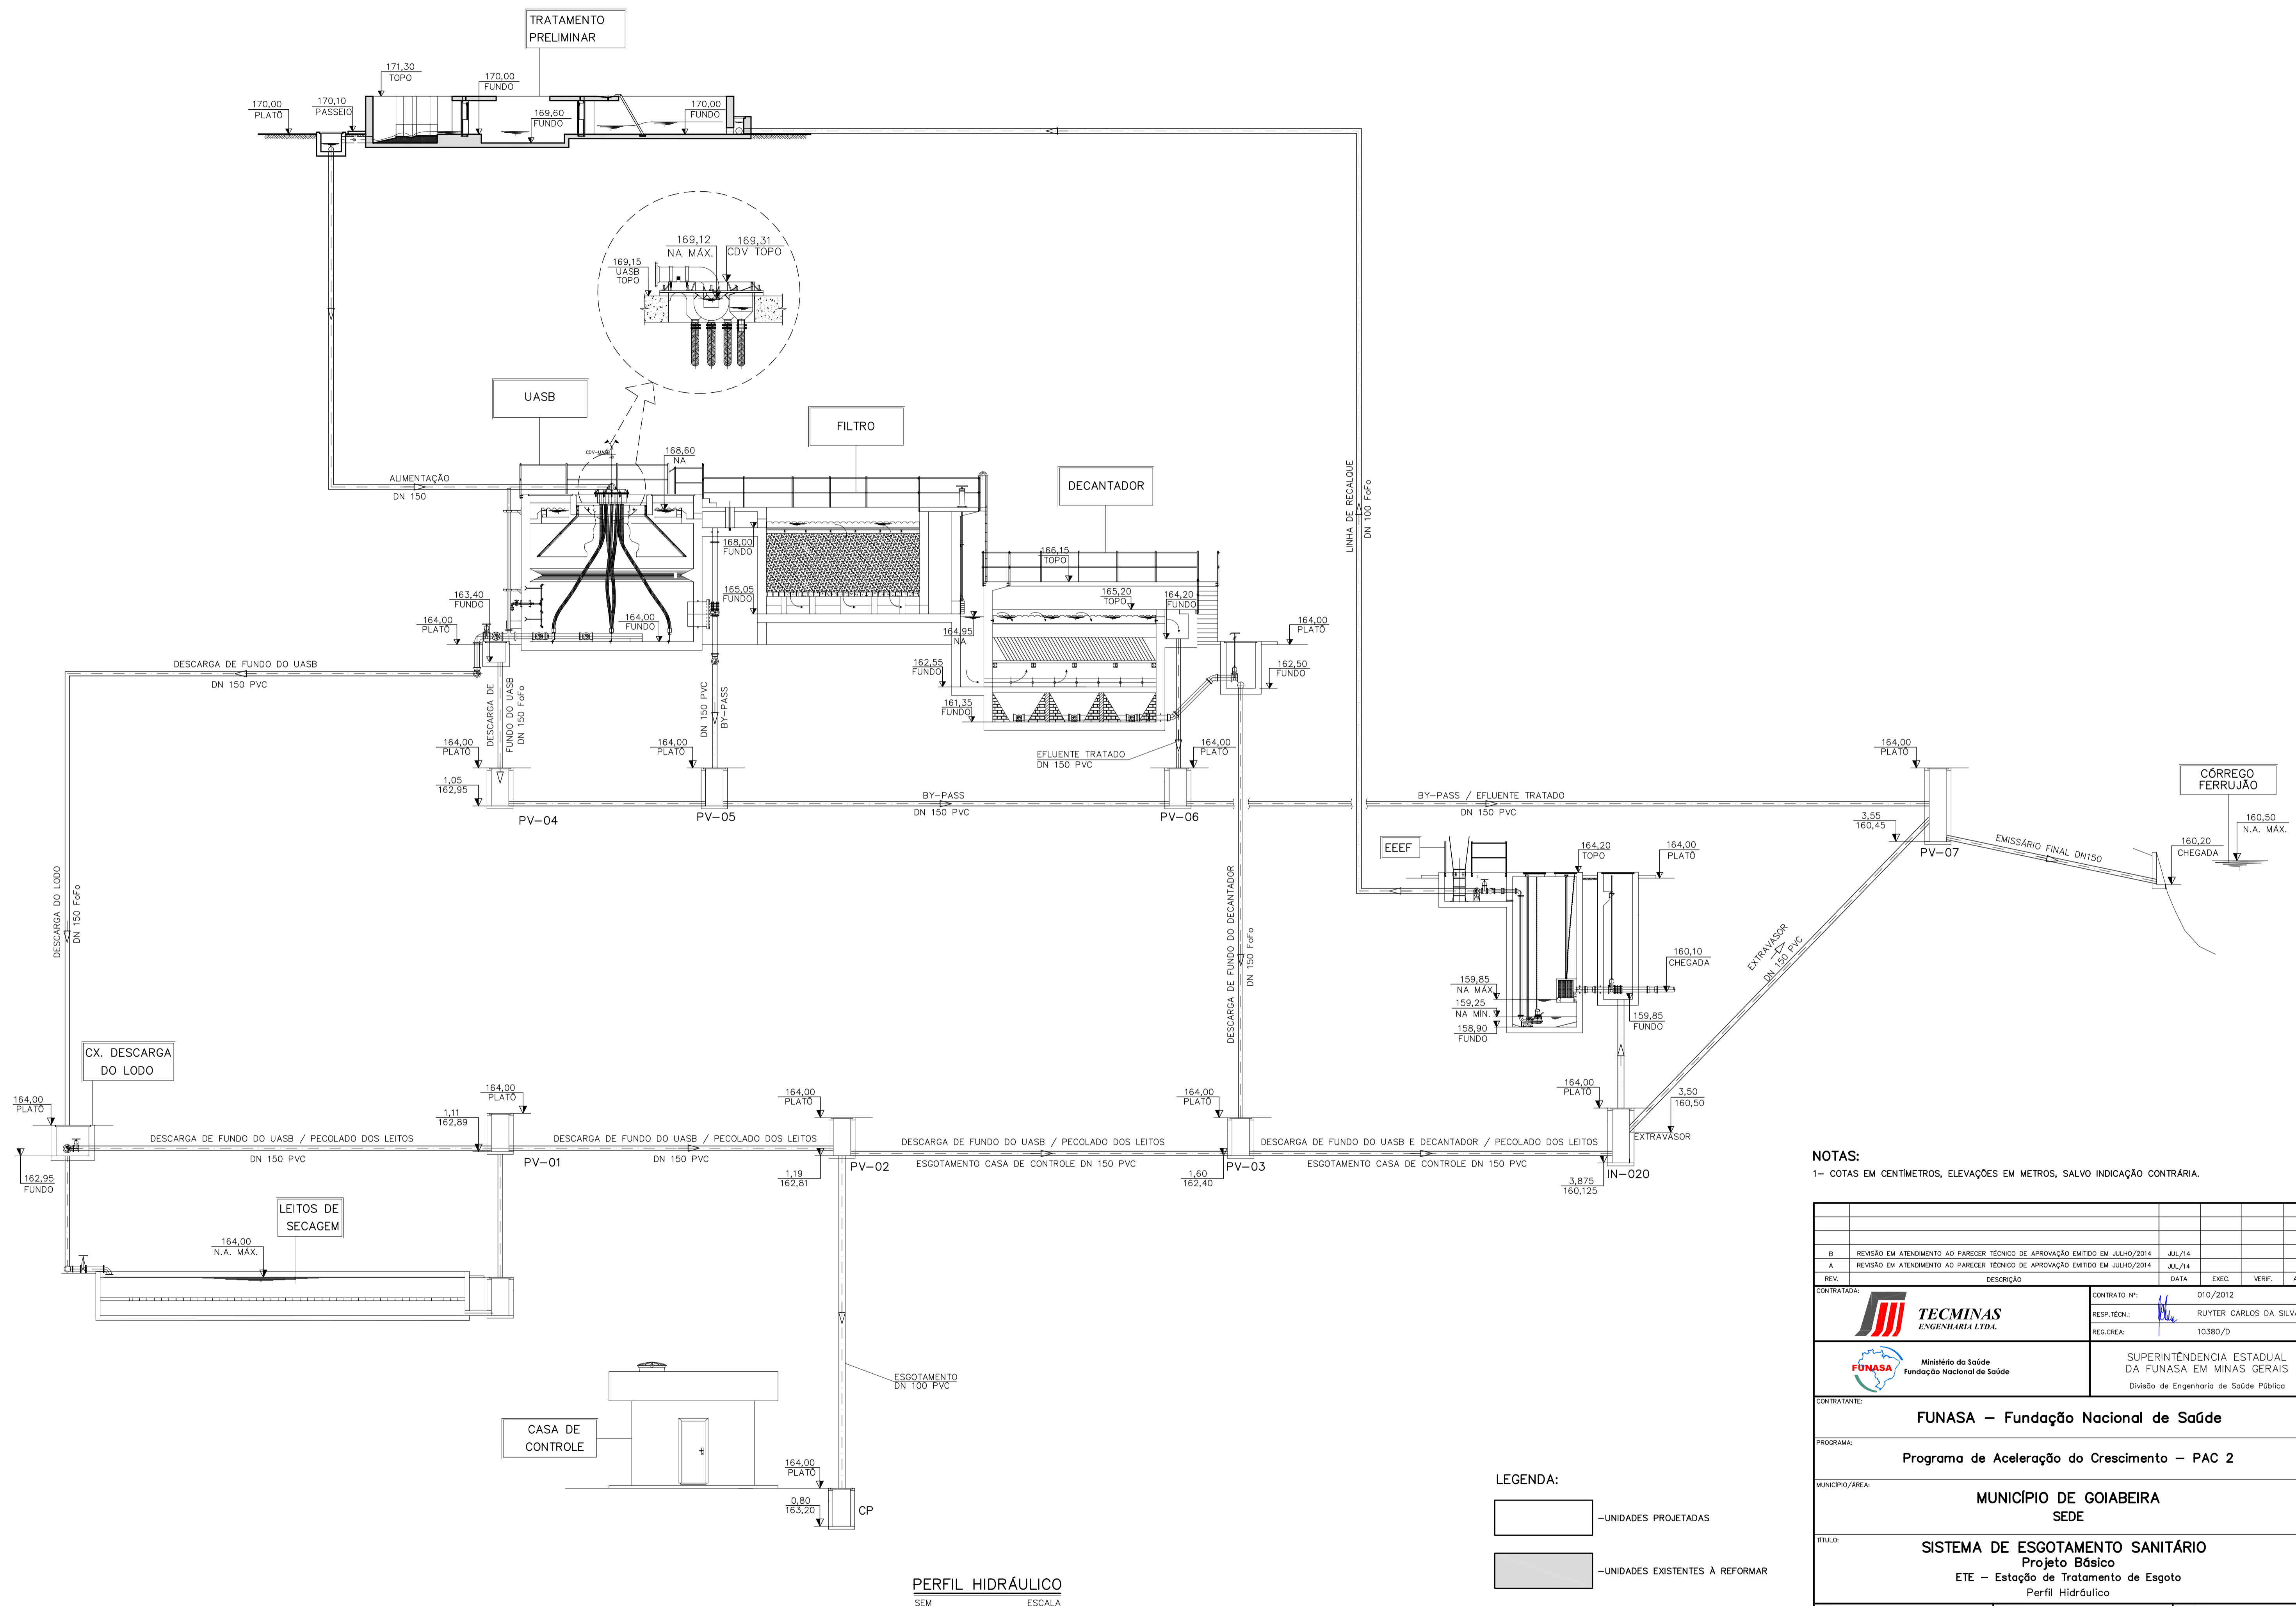 TRATAMENTO
PRELIMINAR
171,30
TOPO
170,00
FUNDO
170,00
PLATÔ
170,10
PASSEIO
169,60
FUNDO
170,00
FUNDO
169,12
NA MÁX.
169,31
CDV TOPO
169,15
UASB
TOPO
UASB
FILTRO
DECANTADOR
CDV-UASB
168,60
NA
ALIMENTAÇÃO
DN 150
LINHA DE RECALQUE
DN 100 FoFo
168,00
FUNDO
166,15
TOPO
163,40
FUNDO
165,05
FUNDO
165,20
TOPO
164,20
FUNDO
164,00
PLATÔ
164,00
FUNDO
164,95
NA
164,00
PLATÔ
DESCARGA DE FUNDO DO UASB
DN 150 PVC
162,55
FUNDO
162,50
FUNDO
DESCARGA DE
FUNDO DO UASB
DN 150 FoFo
DN 150 PVC
BY-PASS
161,35
FUNDO
164,00
PLATÔ
164,00
PLATÔ
EFLUENTE TRATADO
DN 150 PVC
164,00
PLATÔ
164,00
PLATÔ
CÓRREGO
FERRUJÃO
1,05
162,95
BY-PASS
DN 150 PVC
BY-PASS / EFLUENTE TRATADO
DN 150 PVC
PV-04
PV-05
PV-06
3,55
160,45
PV-07
160,50
N.A. MÁX.
EMISSÁRIO FINAL DN150
160,20
CHEGADA
EEEF
164,20
TOPO
164,00
PLATÔ
DESCARGA DO LODO
DN 150 FoFo
DESCARGA DE FUNDO DO DECANTADOR
DN 150 FoFo
EXTRAVASOR
DN 150 PVC
160,10
CHEGADA
159,85
NA MÁX.
159,25
NA MÍN.
158,90
FUNDO
159,85
FUNDO
CX. DESCARGA
DO LODO
164,00
PLATÔ
164,00
PLATÔ
164,00
PLATÔ
164,00
PLATÔ
164,00
PLATÔ
3,50
160,50
EXTRAVASOR
1,11
162,89
DESCARGA DE FUNDO DO UASB / PECOLADO DOS LEITOS
DN 150 PVC
DESCARGA DE FUNDO DO UASB / PECOLADO DOS LEITOS
DN 150 PVC
DESCARGA DE FUNDO DO UASB / PECOLADO DOS LEITOS
ESGOTAMENTO CASA DE CONTROLE DN 150 PVC
DESCARGA DE FUNDO DO UASB E DECANTADOR / PECOLADO DOS LEITOS
ESGOTAMENTO CASA DE CONTROLE DN 150 PVC
PV-01
PV-02
PV-03
IN-020
162,95
FUNDO
1,19
162,81
1,60
162,40
3,875
160,125
LEITOS DE
SECAGEM
164,00
N.A. MÁX.
ESGOTAMENTO
DN 100 PVC
CASA DE
CONTROLE
164,00
PLATÔ
0,80
163,20
CP
PERFIL HIDRÁULICO
SEM ESCALA
LEGENDA:
-UNIDADES PROJETADAS
-UNIDADES EXISTENTES À REFORMAR
NOTAS:
1- COTAS EM CENTÍMETROS, ELEVAÇÕES EM METROS, SALVO INDICAÇÃO CONTRÁRIA.
B REVISÃO EM ATENDIMENTO AO PARECER TÉCNICO DE APROVAÇÃO EMITIDO EM JULHO/2014 JUL/14
A REVISÃO EM ATENDIMENTO AO PARECER TÉCNICO DE APROVAÇÃO EMITIDO EM JULHO/2014 JUL/14
REV. DESCRIÇÃO DATA EXEC. VERIF.
CONTRATADA:
TECMINAS
ENGENHARIA LTDA.
CONTRATO Nº: 010/2012
RESP.TÉCN.: RUYTER CARLOS DA SILVA
REG.CREA: 10380/D
FUNASA
Ministério da Saúde
Fundação Nacional de Saúde
SUPERINTÊNDENCIA ESTADUAL
DA FUNASA EM MINAS GERAIS
Divisão de Engenharia de Saúde Pública
CONTRATANTE:
FUNASA - Fundação Nacional de Saúde
PROGRAMA:
Programa de Aceleração do Crescimento - PAC 2
MUNICÍPIO/ÁREA:
MUNICÍPIO DE GOIABEIRA
SEDE
TÍTULO:
SISTEMA DE ESGOTAMENTO SANITÁRIO
Projeto Básico
ETE - Estação de Tratamento de Esgoto
Perfil Hidráulico